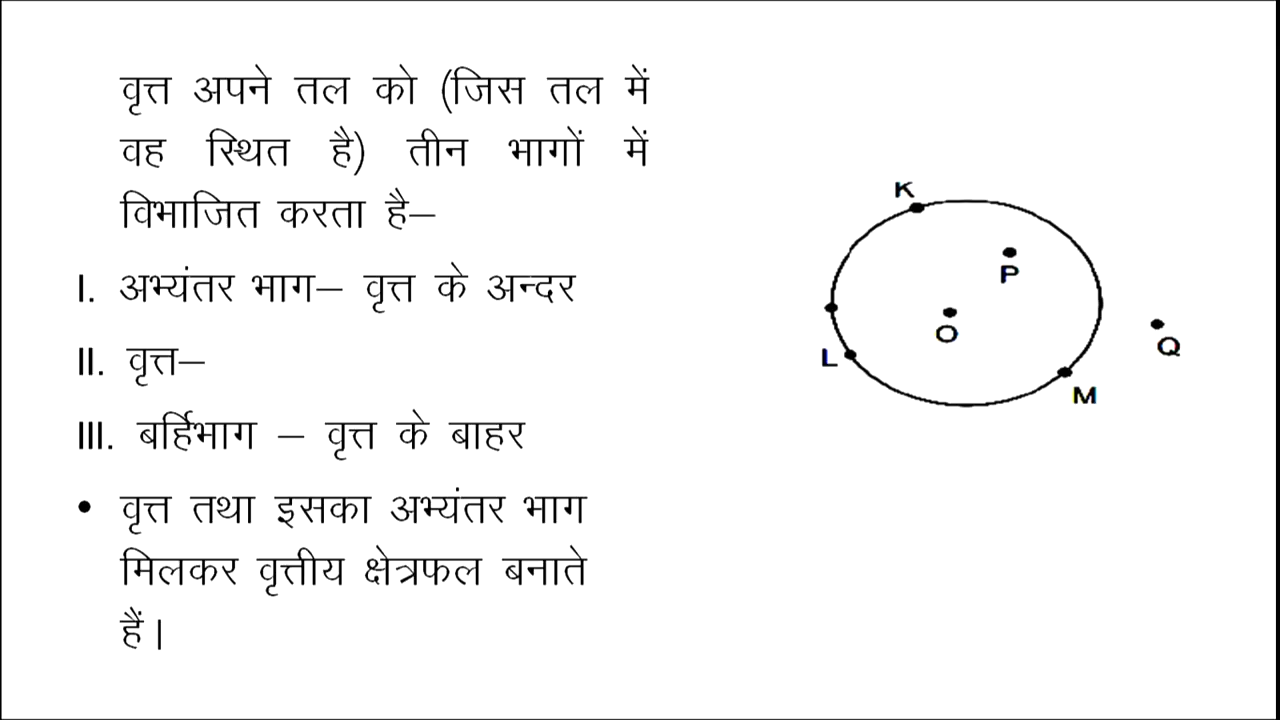 वृत्त अपने तल को (जिस तल में
वह स्थित है) तीन भागों में
विभाजित करता है–
I. अभ्यंतर भाग– वृत्त के अन्दर
II. वृत्त–
III. बर्हिभाग – वृत्त के बाहर
• वृत्त तथा इसका अभ्यंतर भाग
मिलकर वृत्तीय क्षेत्रफल बनाते
हैं।
K
P
O
Q
L
M